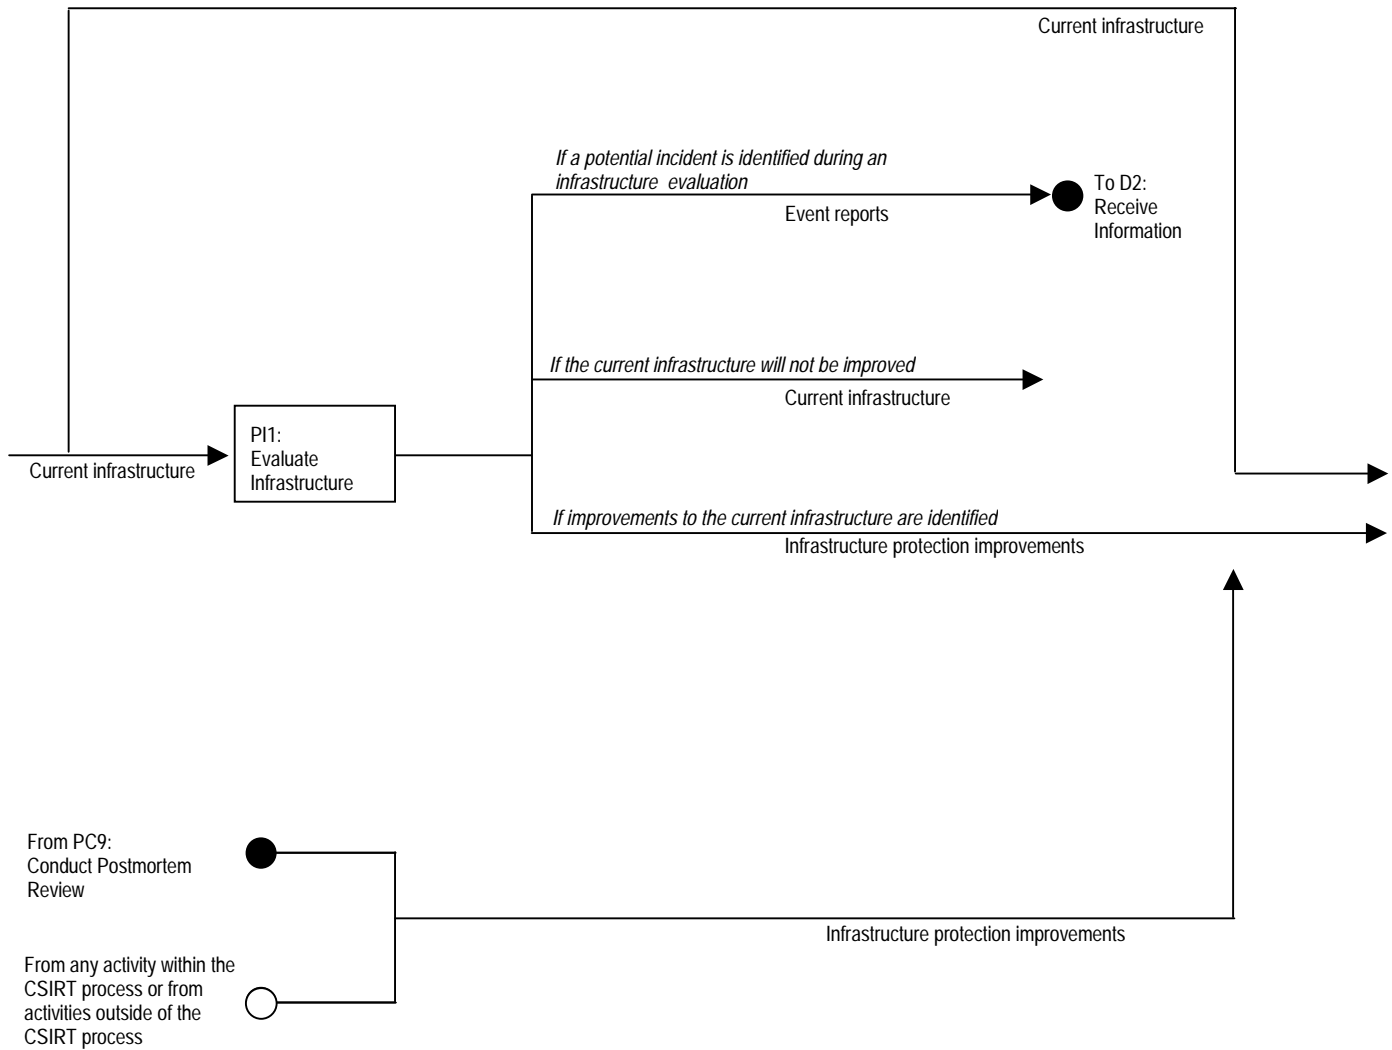 Current infrastructure
If a potential incident is identified during an
infrastructure evaluation
Event reports
To D2:
Receive
Information
If the current infrastructure will not be improved
Current infrastructure
PI1:
Evaluate
Infrastructure
Current infrastructure
If improvements to the current infrastructure are identified
Infrastructure protection improvements
From PC9:
Conduct Postmortem
Review
Infrastructure protection improvements
From any activity within the
CSIRT process or from
activities outside of the
CSIRT process